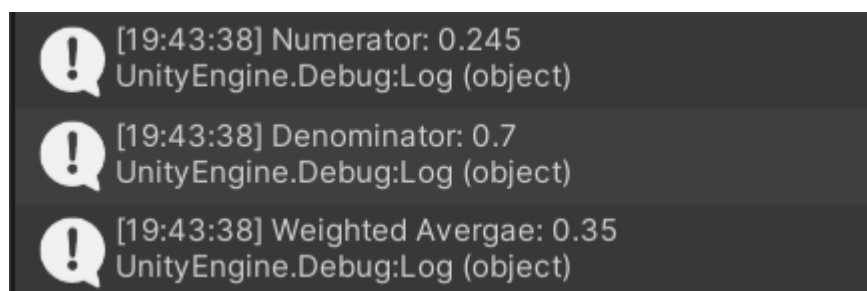 [19:43:38] Numerator: 0.245
UnityEngine.Debug:Log (object)
[19:43:38] Denominator: 0.7
UnityEngine.Debug:Log (object)
[19:43:38] Weighted Avergae: 0.35
UnityEngine.Debug:Log (object)